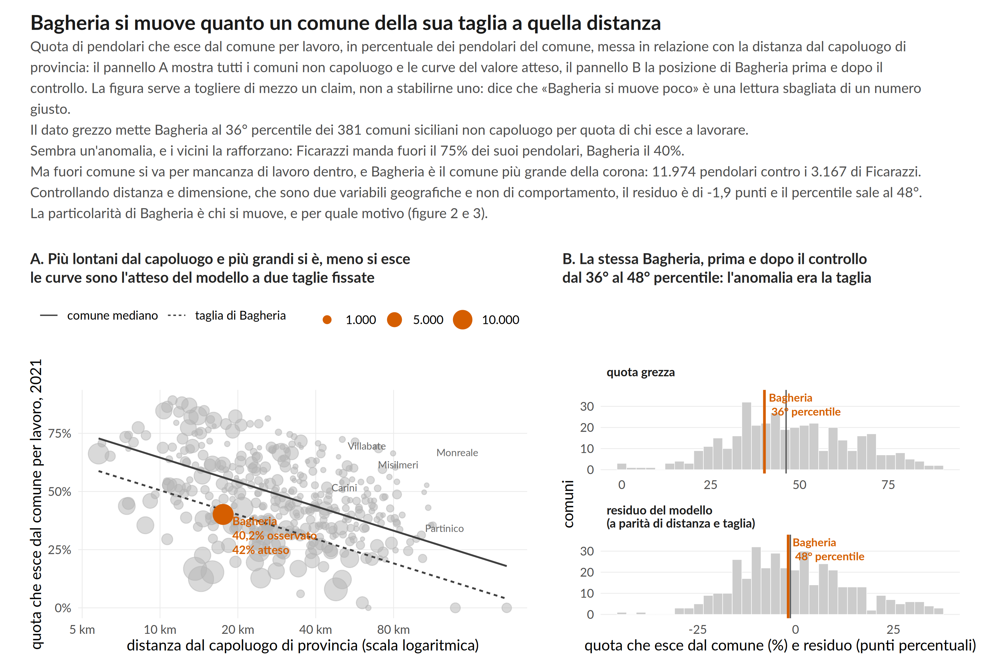 Bagheria si muove quanto un comune della sua taglia a quella distanza
Quota di pendolari che esce dal comune per lavoro, in percentuale dei pendolari del comune, messa in relazione con la distanza dal capoluogo di
provincia: il pannello A mostra tutti i comuni non capoluogo e le curve del valore atteso, il pannello B la posizione di Bagheria prima e dopo il
controllo. La figura serve a togliere di mezzo un claim, non a stabilirne uno: dice che «Bagheria si muove poco» è una lettura sbagliata di un numero
giusto.
Il dato grezzo mette Bagheria al 36° percentile dei 381 comuni siciliani non capoluogo per quota di chi esce a lavorare.
Sembra un'anomalia, e i vicini la rafforzano: Ficarazzi manda fuori il 75% dei suoi pendolari, Bagheria il 40%.
Ma fuori comune si va per mancanza di lavoro dentro, e Bagheria è il comune più grande della corona: 11.974 pendolari contro i 3.167 di Ficarazzi.
Controllando distanza e dimensione, che sono due variabili geografiche e non di comportamento, il residuo è di -1,9 punti e il percentile sale al 48°.
La particolarità di Bagheria è chi si muove, e per quale motivo (figure 2 e 3).
A. Più lontani dal capoluogo e più grandi si è, meno si esce
le curve sono l'atteso del modello a due taglie fissate
comune mediano
taglia di Bagheria
1.000
5.000
10.000
quota che esce dal comune per lavoro, 2021
75%
50%
25%
0%
Villabate
Monreale
Misilmeri
Carini
Partinico
Bagheria
40,2% osservato
42% atteso
5 km
10 km
20 km
40 km
80 km
distanza dal capoluogo di provincia (scala logaritmica)
B. La stessa Bagheria, prima e dopo il controllo
dal 36° al 48° percentile: l'anomalia era la taglia
quota grezza
Bagheria
36° percentile
30
20
10
0
0
25
50
75
comuni
residuo del modello
(a parità di distanza e taglia)
Bagheria
48° percentile
30
20
10
0
-25
0
25
quota che esce dal comune (%) e residuo (punti percentuali)